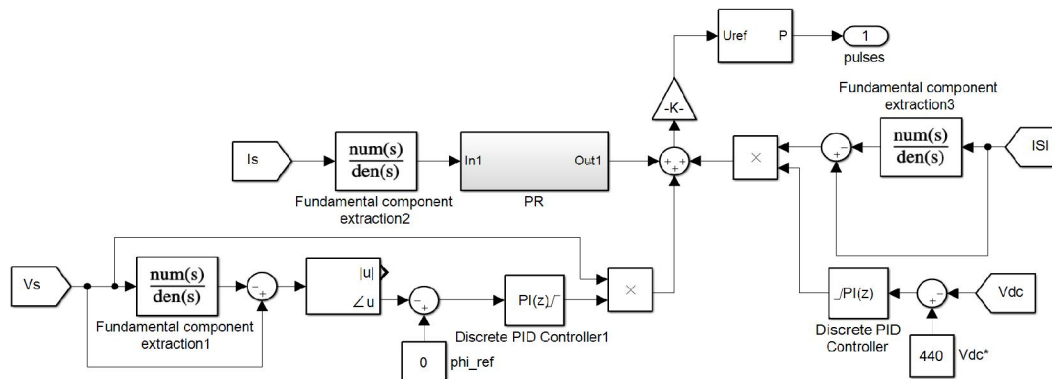 Uref
P
1
pulses
-K-
Fundamental component
extraction3
num(s)
den(s)
ISI
Is
num(s)
den(s)
Fundamental component
extraction2
In1
Out1
PR
+
+
+
×
+
−
Vs
num(s)
den(s)
Fundamental component
extraction1
−
+
|u|
∠u
−
+
0
phi_ref
PI(z)
Discrete PID Controller1
×
PI(z)
Discrete PID
Controller
+
−
Vdc
440
Vdc*